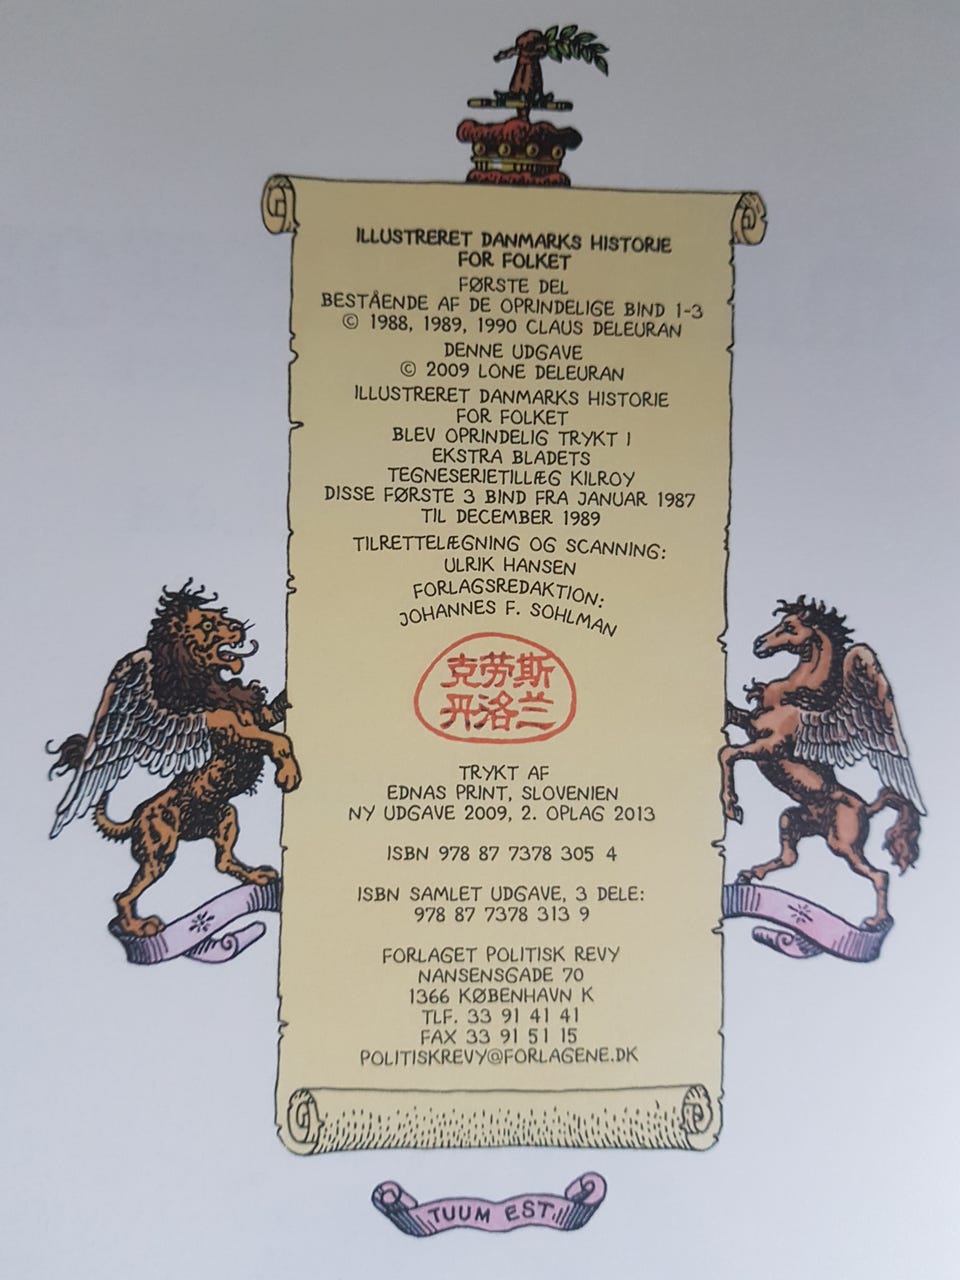 ILLUSTRERET DANMARKS HISTORIE
FOR FOLKET
FØRSTE DEL
BESTÅENDE AF DE OPRINDELIGE BIND 1-3
© 1988, 1989, 1990 CLAUS DELEURAN
DENNE UDGAVE
© 2009 LONE DELEURAN
ILLUSTRERET DANMARKS HISTORIE
FOR FOLKET
BLEV OPRINDELIG TRYKT I
EKSTRA BLADETS
TEGNESERIETILLÆG KILROY
DISSE FØRSTE 3 BIND FRA JANUAR 1987
TIL DECEMBER 1989
TILRETTELÆGNING OG SCANNING:
ULRIK HANSEN
FORLAGSREDAKTION:
JOHANNES F. SOHLMAN
克劳斯
丹洛兰
TRYKT AF
EDNAS PRINT, SLOVENIEN
NY UDGAVE 2009, 2. OPLAG 2013
ISBN 978 87 7378 305 4
ISBN SAMLET UDGAVE, 3 DELE:
978 87 7378 313 9
FORLAGET POLITISK REVY
NANSENSGADE 70
1366 KØBENHAVN K
TLF. 33 91 41 41
FAX 33 91 51 15
POLITISKREVY@FORLAGENE.DK
TUUM EST